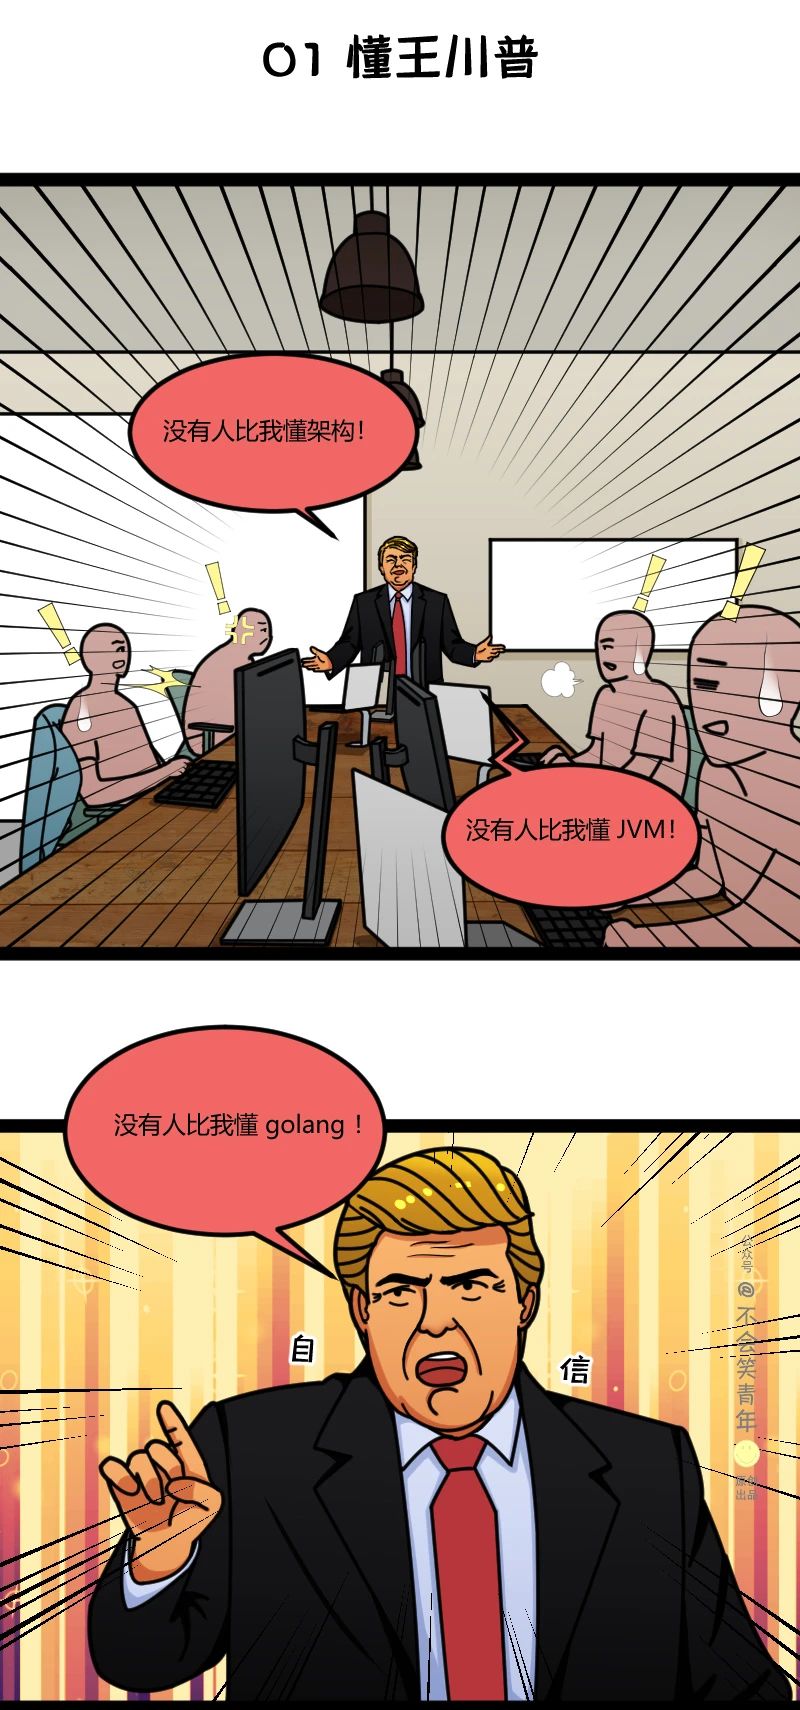 01 懂王川普
没有人比我懂架构!
没有人比我懂 JVM!
没有人比我懂 golang !
自
信
公众号
@不会笑青年
原创
出品